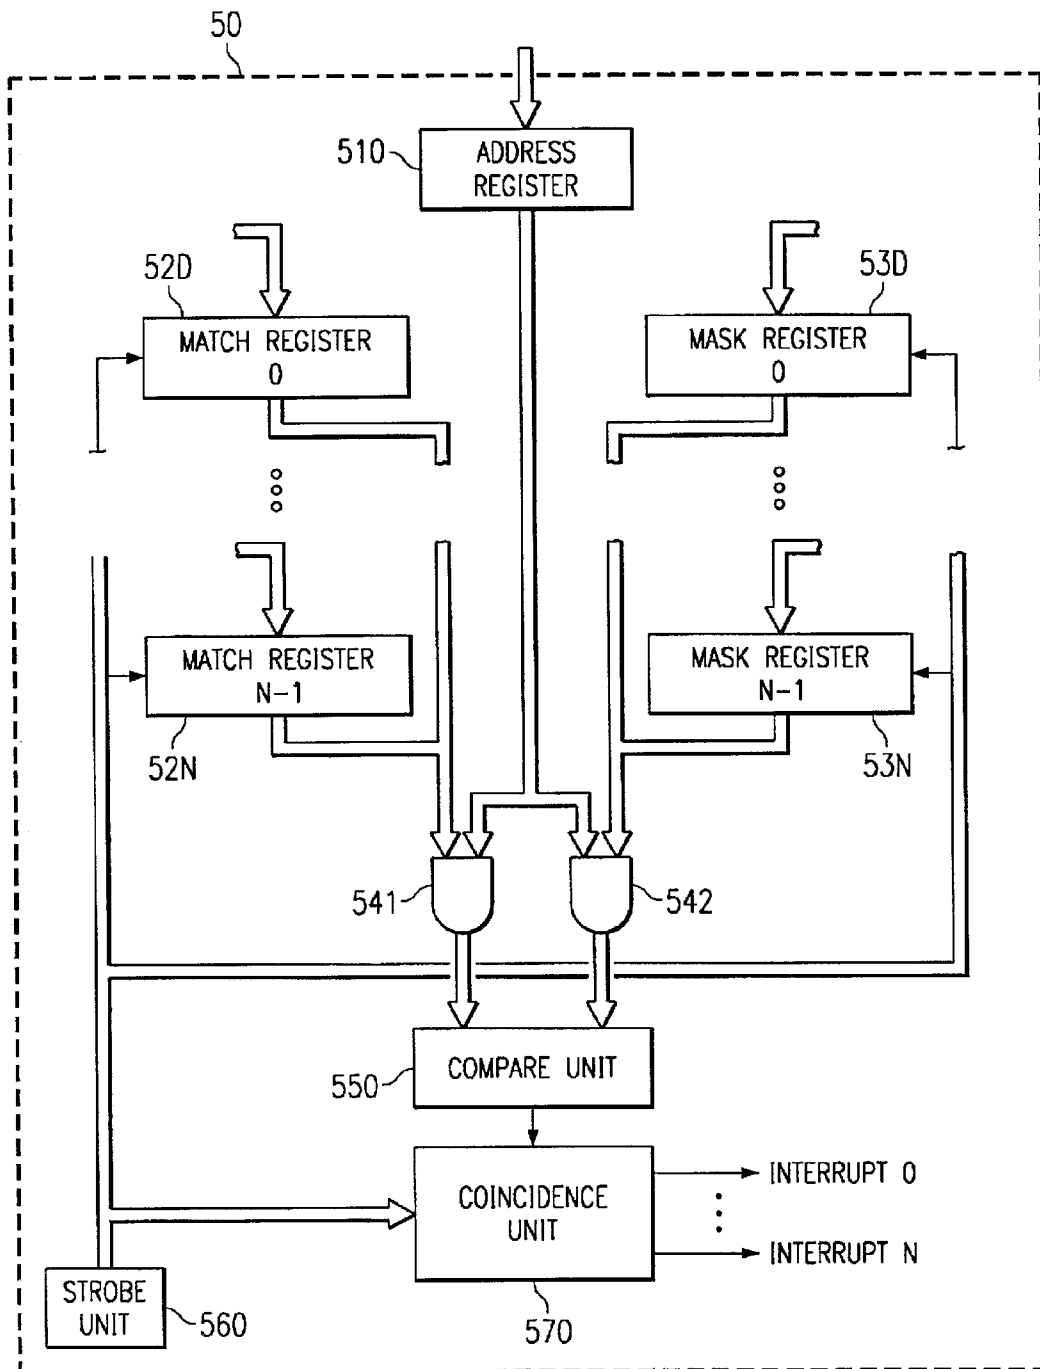 50
510
ADDRESS
REGISTER
52D
53D
MATCH REGISTER
0
MASK REGISTER
0
MATCH REGISTER
N-1
MASK REGISTER
N-1
52N
53N
541
542
COMPARE UNIT
550
COINCIDENCE
UNIT
INTERRUPT 0
INTERRUPT N
STROBE
UNIT
560
570